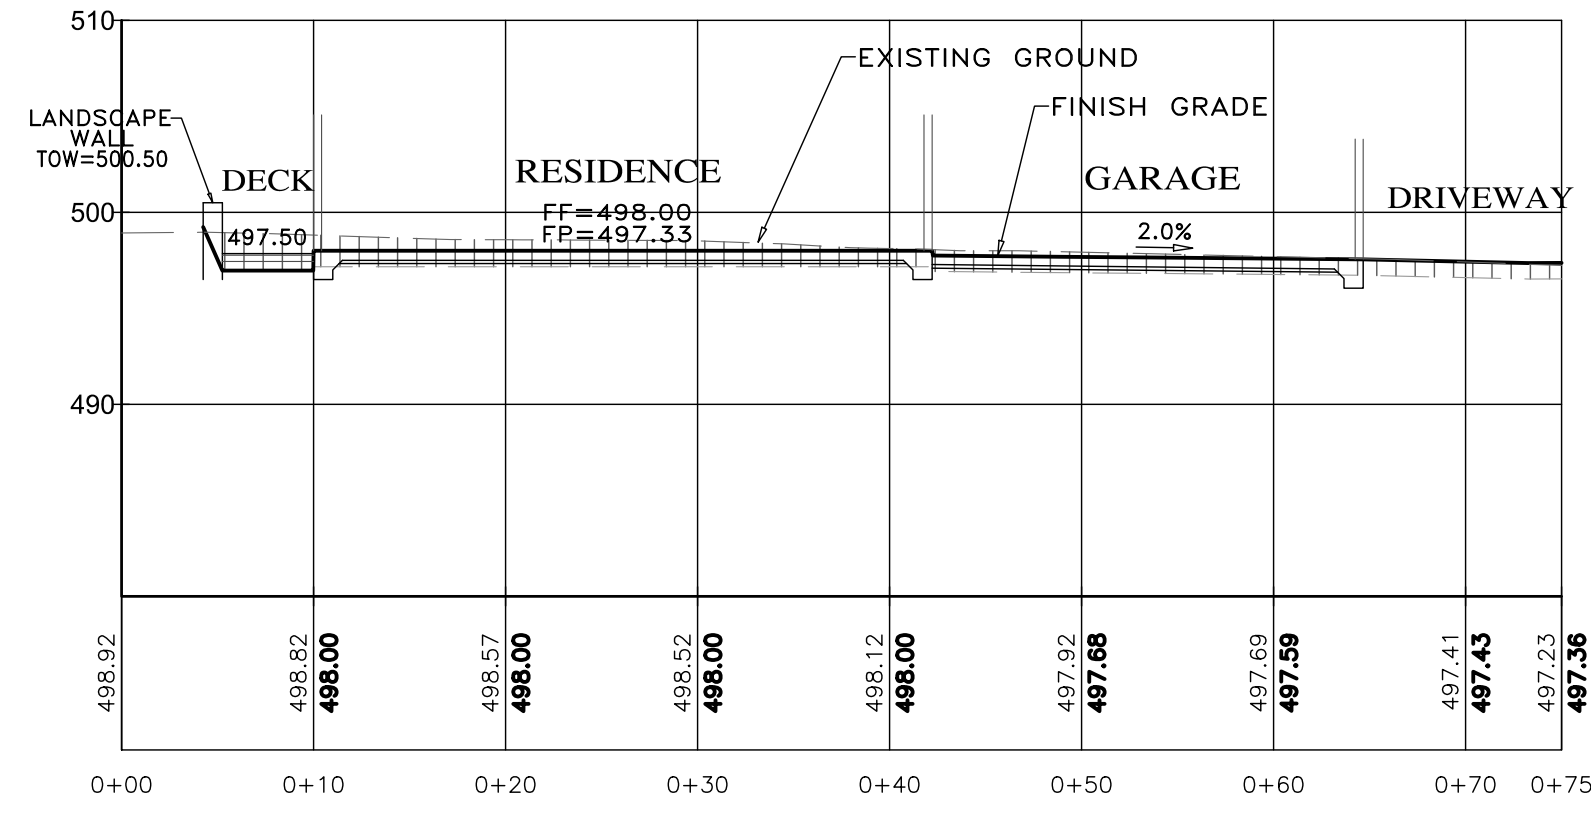 510
EXISTING GROUND
FINISH GRADE
LANDSCAPE
WALL
TOW=500.50
DECK
RESIDENCE
GARAGE
DRIVEWAY
500
FF=498.00
FP=497.33
497.50
2.0%
490
498.92
498.82
498.00
498.57
498.00
498.52
498.00
498.12
498.00
497.92
497.68
497.69
497.59
497.41
497.43
497.23
497.36
0+00 0+10 0+20 0+30 0+40 0+50 0+60 0+70 0+75